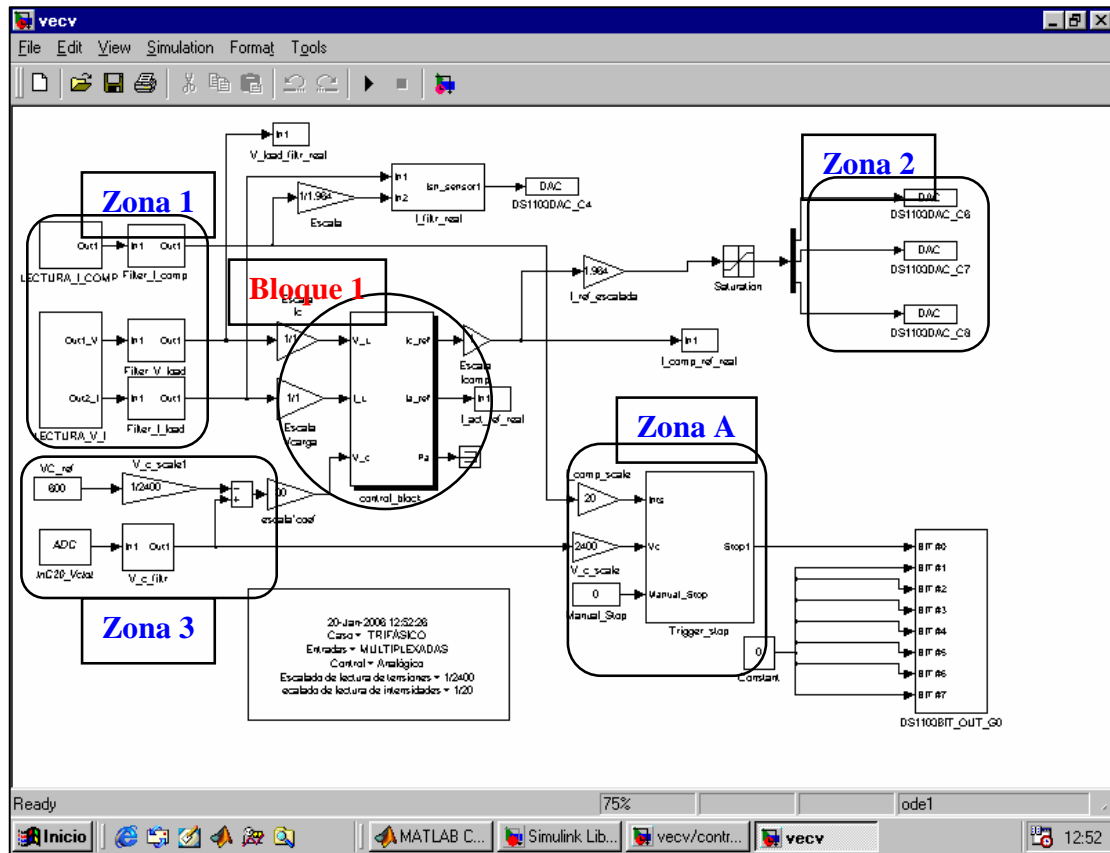 vecv
File Edit View Simulation Format Tools
In1
V_load_filtr_real
Zona 1
Zona 2
In1
In2
Isn_sensor1
I_filtr_real
1/1.964
Escala
DAC
DS1103DAC_C4
DAC
DS1103DAC_C6
DAC
DS1103DAC_C7
DAC
DS1103DAC_C8
Out1
LECTURA_I_COMP
In1 Out1
Filter_I_comp
Out1_V
Out2_I
LECTURA_V_I
In1 Out1
Filter_V_load
In1 Out1
Filter_I_load
Bloque 1
Escala
Ic
1/1
1/1
Escala
V_L
I_L
V_c
Ic_ref
Ia_ref
Pa
control_block
Escala
Icomp
1.964
I_ref_escalada
Saturation
In1
I_comp_ref_real
In1
I_act_ref_real
Zona A
VC_ref
600
V_c_scale1
1/2400
escala'coef
ADC
In1 Out1
V_c_filtr
Zona 3
_comp_scale
20
2400
V_c_scale
0
Manual_Stop
Vc
Manual_Stop
Stop1
Trigger_stop
0
Constant
BIT #0
BIT #1
BIT #2
BIT #3
BIT #4
BIT #5
BIT #6
BIT #7
DS1103BIT_OUT_G0
20-Jan-2006 12:52:26
Caso = TRIFÁSICO
Entradas = MULTIPLEXADAS
Control = Analógica
Escalada de lectura de tensiones = 1/2400
ecalada de lectura de intensidades = 1/20
Ready
75%
ode1
Inicio
MATLAB C...
Simulink Lib...
vecv/contr...
vecv
12:52